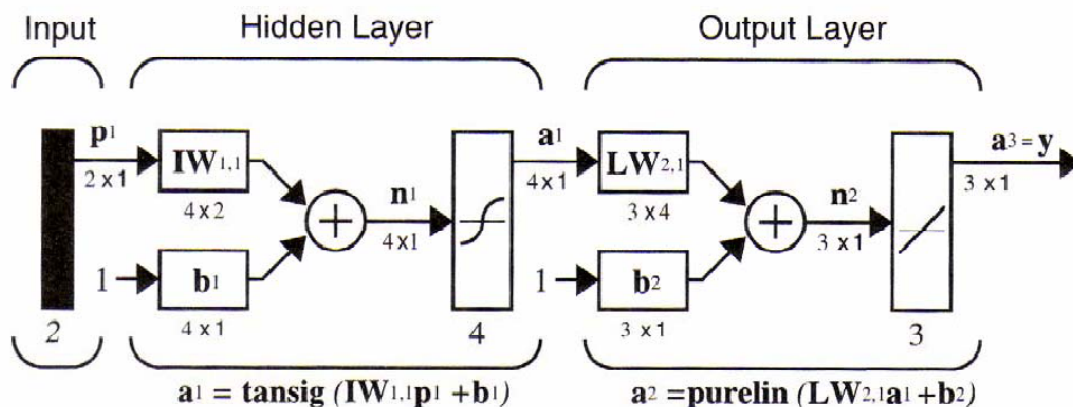 Input Hidden Layer Output Layer
p1 a1 a3 = y
IW1,1 LW2,1
2 x 1 4 x 1 3 x 1
n1 n2
4 x 2 3 x 4
4 x 1 3 x 1
1 b1 1 b2
2 4 x 1 4 3 x 1 3
a1 = tansig (IW1,1p1 + b1) a2 =purelin (LW2,1a1 + b2)